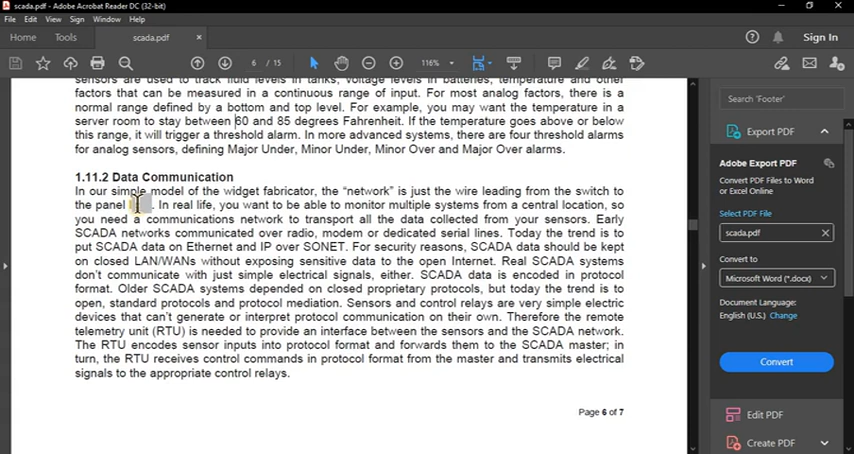 scada.pdf - Adobe Acrobat Reader DC (32-bit)
File Edit View Sign Window Help
Home Tools scada.pdf × Sign In
6 / 15 116%
sensors are used to track fluid levels in tanks, voltage levels in batteries, temperature and other
factors that can be measured in a continuous range of input. For most analog factors, there is a
normal range defined by a bottom and top level. For example, you may want the temperature in a
server room to stay between 60 and 85 degrees Fahrenheit. If the temperature goes above or below
this range, it will trigger a threshold alarm. In more advanced systems, there are four threshold alarms
for analog sensors, defining Major Under, Minor Under, Minor Over and Major Over alarms.
1.11.2 Data Communication
In our simple model of the widget fabricator, the “network” is just the wire leading from the switch to
the panel . In real life, you want to be able to monitor multiple systems from a central location, so
you need a communications network to transport all the data collected from your sensors. Early
SCADA networks communicated over radio, modem or dedicated serial lines. Today the trend is to
put SCADA data on Ethernet and IP over SONET. For security reasons, SCADA data should be kept
on closed LAN/WANs without exposing sensitive data to the open Internet. Real SCADA systems
don’t communicate with just simple electrical signals, either. SCADA data is encoded in protocol
format. Older SCADA systems depended on closed proprietary protocols, but today the trend is to
open, standard protocols and protocol mediation. Sensors and control relays are very simple electric
devices that can’t generate or interpret protocol communication on their own. Therefore the remote
telemetry unit (RTU) is needed to provide an interface between the sensors and the SCADA network.
The RTU encodes sensor inputs into protocol format and forwards them to the SCADA master; in
turn, the RTU receives control commands in protocol format from the master and transmits electrical
signals to the appropriate control relays.
Page 6 of 7
Search 'Footer'
Export PDF
Adobe Export PDF
Convert PDF Files to Word
or Excel Online
Select PDF File
scada.pdf
Convert to
Microsoft Word (*.docx)
Document Language:
English (U.S.) Change
Convert
Edit PDF
Create PDF